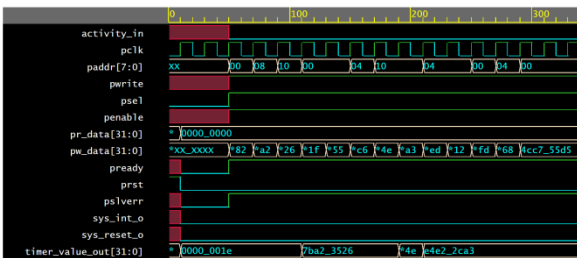 0 100 200 300
activity_in
pclk
paddr[7:0] xx 00 08 10 00 04 10 04 00 04 00
pwrite
psel
penable
pr_data[31:0] * 0000_0000
pw_data[31:0] *xx_xxxx *82 *a2 *26 *1f *55 *c6 *4e *a3 *ed *12 *fd *68 4cc7_55d5
pready
prst
pslverr
sys_int_o
sys_reset_o
timer_value_out[31:0] * 0000_001e 7ba2_3526 *4e e4e2_2ca3